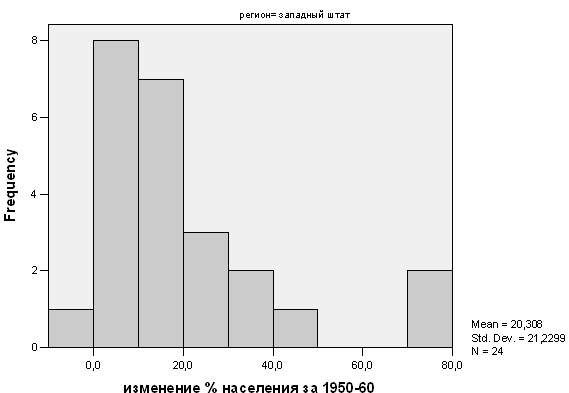 регион= западный штат
8
6
4
2
0
Frequency
0,0 20,0 40,0 60,0 80,0
изменение % населения за 1950-60
Mean = 20,308
Std. Dev. = 21,2299
N = 24